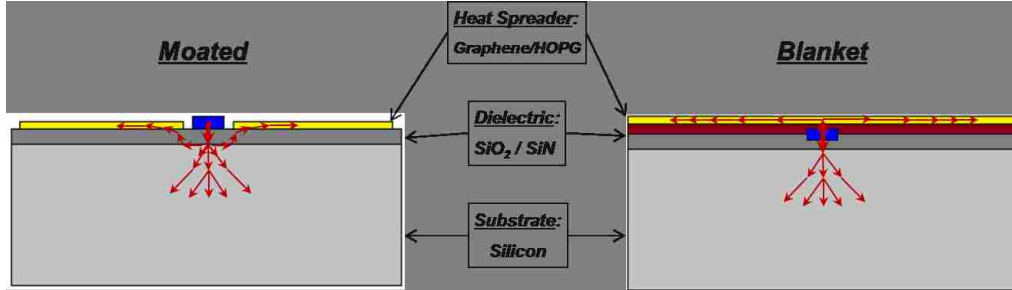 Moated
Heat Spreader:
Graphene/HOPG
Blanket
Dielectric:
SiO₂ / SiN
Substrate:
Silicon